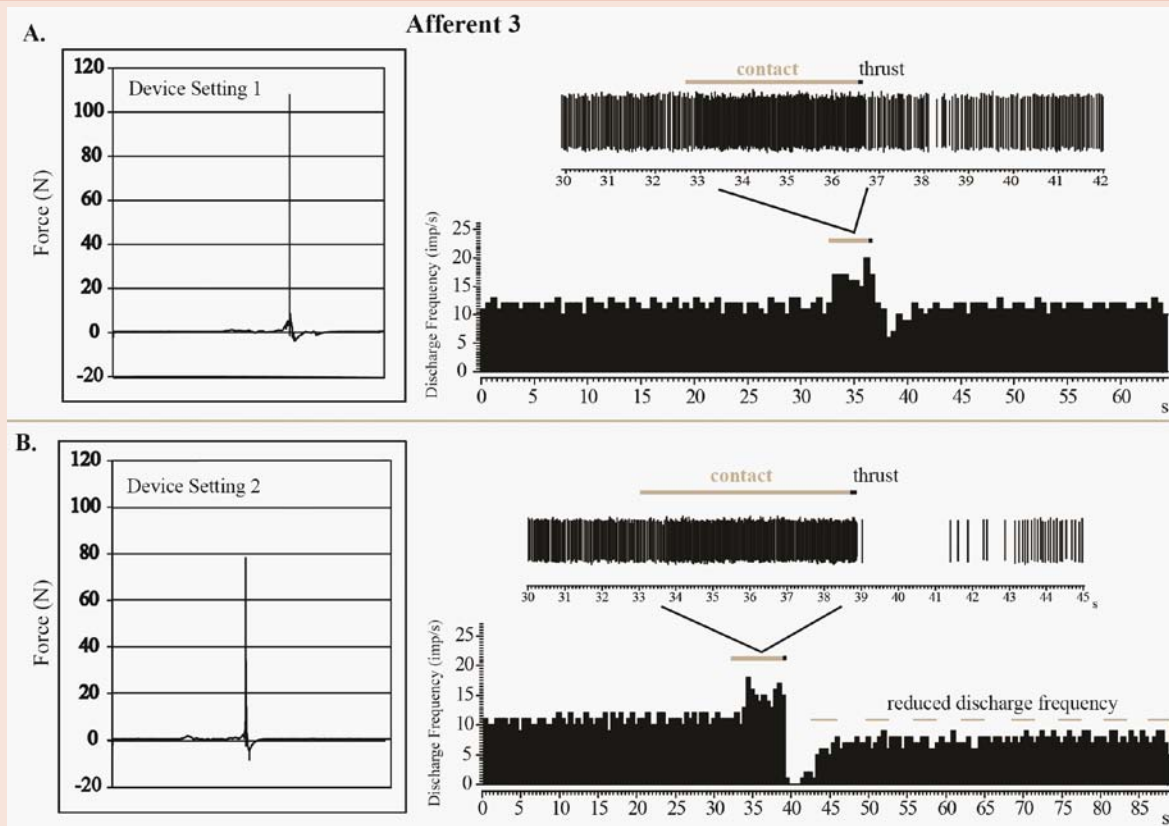 Afferent 3
A.
Device Setting 1
Force (N)
120
100
80
60
40
20
0
-20
contact thrust
30 31 32 33 34 35 36 37 38 39 40 41 42
Discharge Frequency (imp/s)
25
20
15
10
5
0
0 5 10 15 20 25 30 35 40 45 50 55 60
s
B.
Device Setting 2
Force (N)
120
100
80
60
40
20
0
-20
contact thrust
30 31 32 33 34 35 36 37 38 39 40 41 42 43 44 45
s
Discharge Frequency (imp/s)
25
20
15
10
5
0
reduced discharge frequency
0 5 10 15 20 25 30 35 40 45 50 55 60 65 70 75 80 85
s